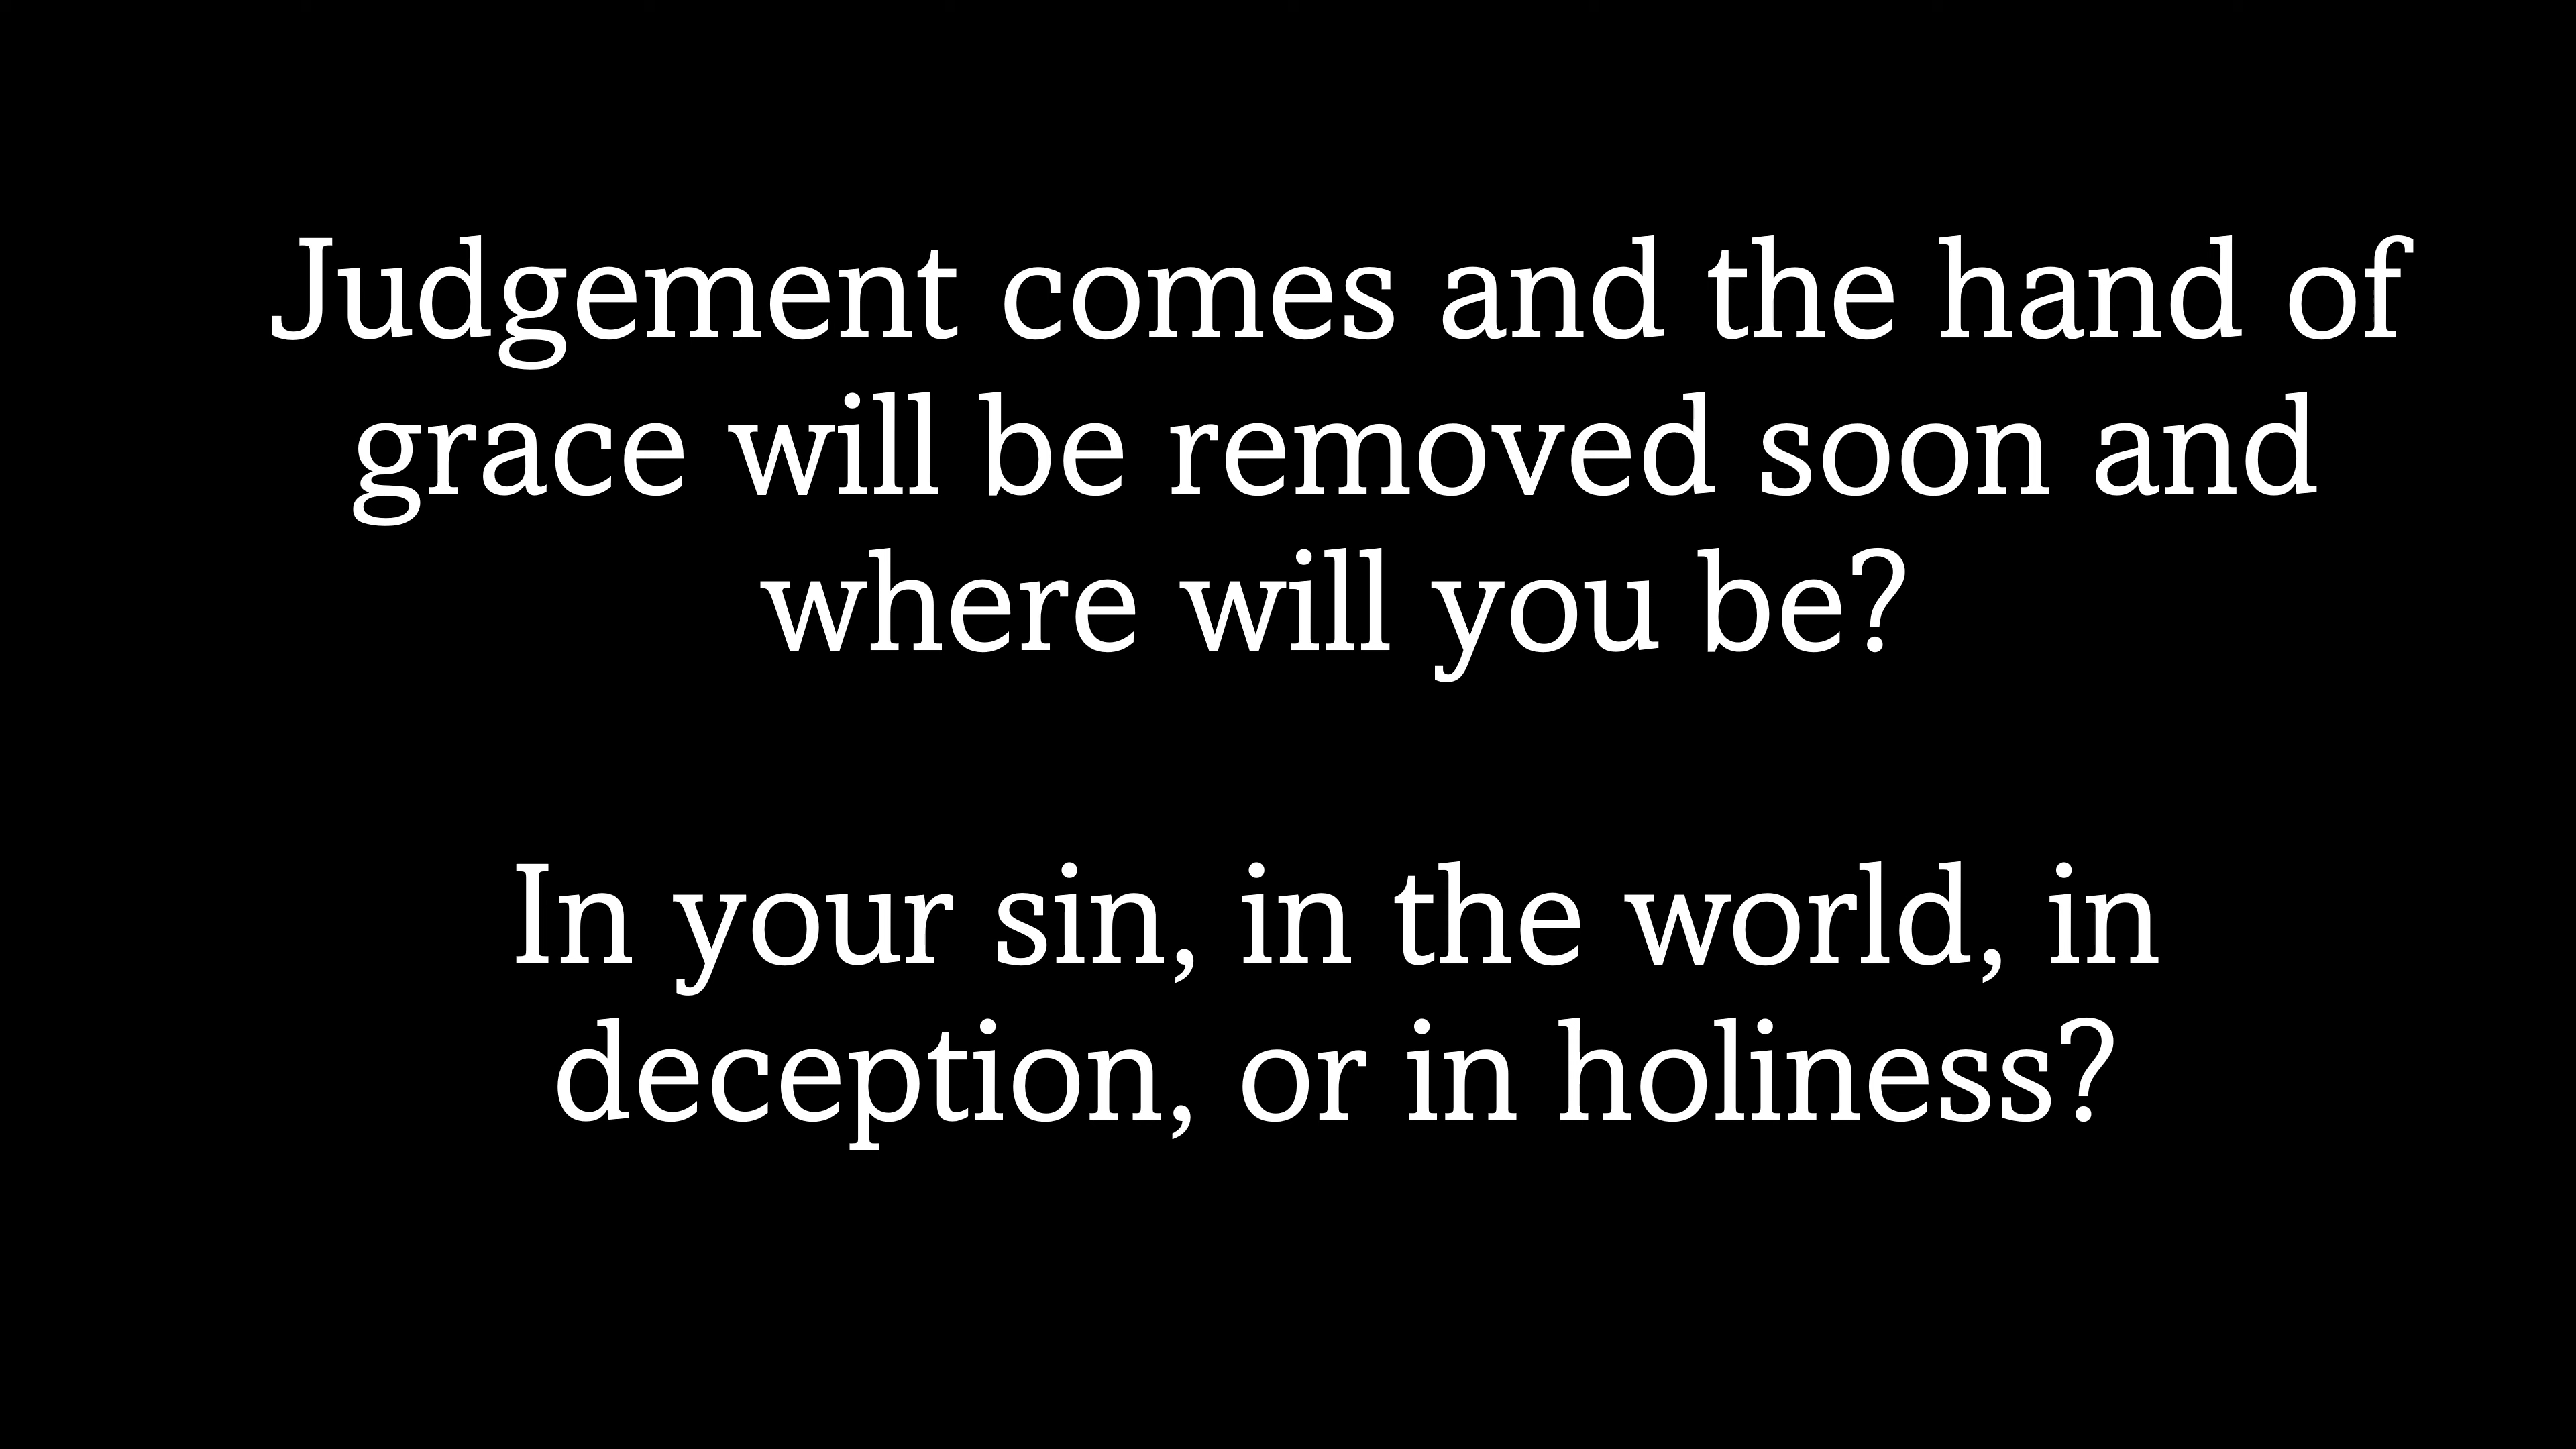 Judgement comes and the hand of
grace will be removed soon and
where will you be?
In your sin, in the world, in
deception, or in holiness?